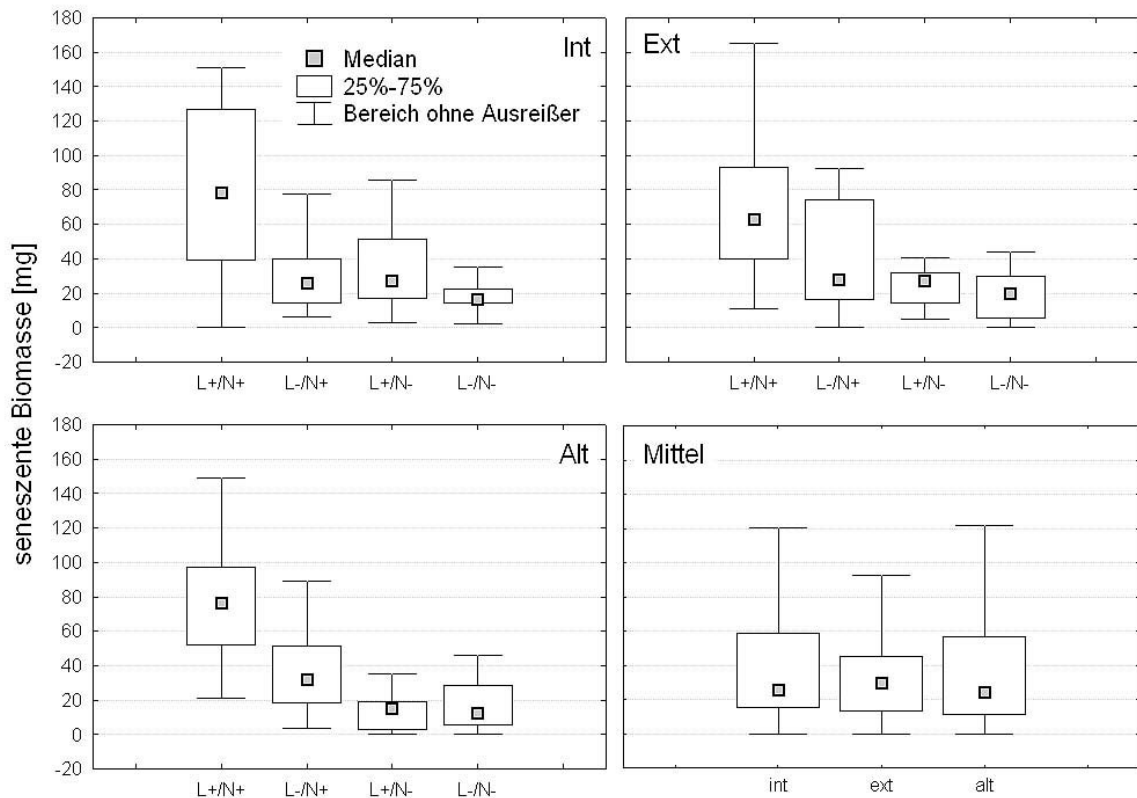 seneszente Biomasse [mg]
180
160
140
120
100
80
60
40
20
0
-20
Int
Median
25%-75%
Bereich ohne Ausreißer
L+/N+ L-/N+ L+/N- L-/N-
Ext
L+/N+ L-/N+ L+/N- L-/N-
180
160
140
120
100
80
60
40
20
0
-20
Alt
L+/N+ L-/N+ L+/N- L-/N-
Mittel
int ext alt